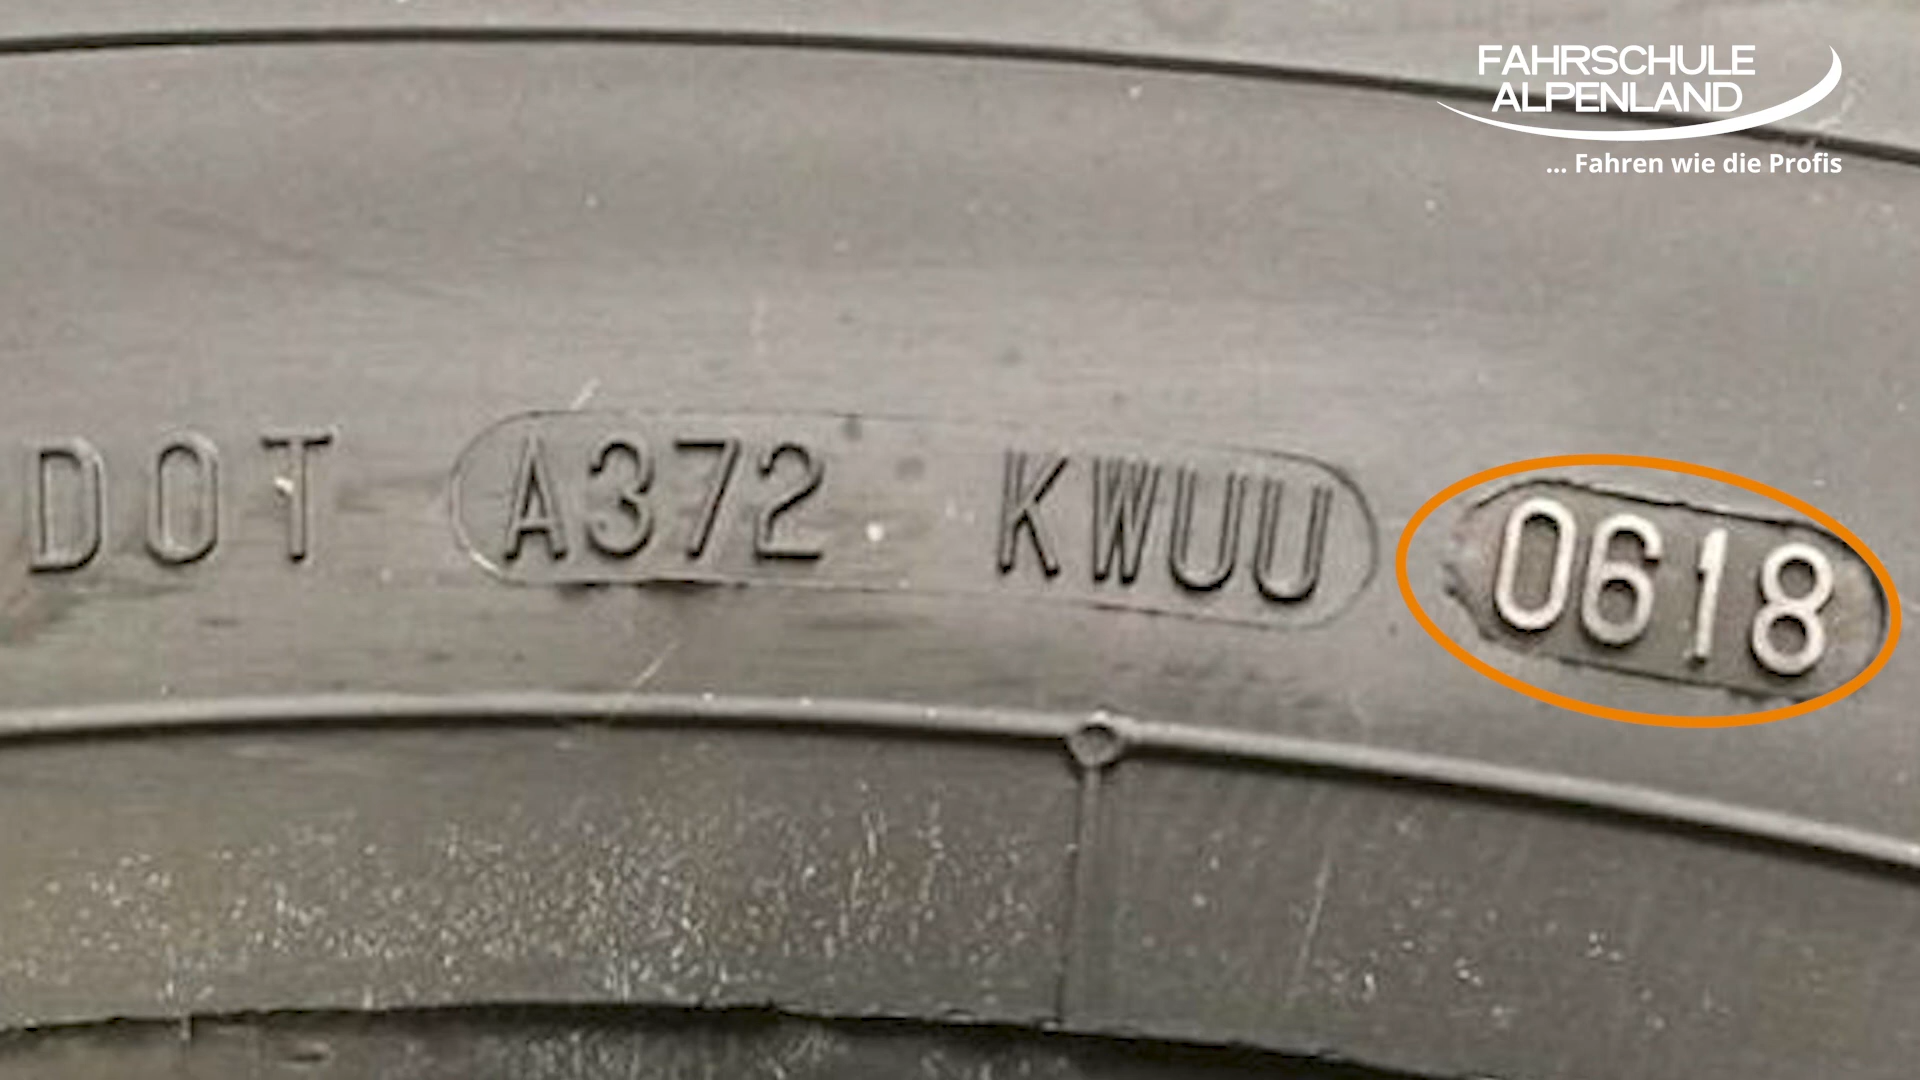 FAHRSCHULE
ALPENLAND
... Fahren wie die Profis
DOT A372 KWUU 0618